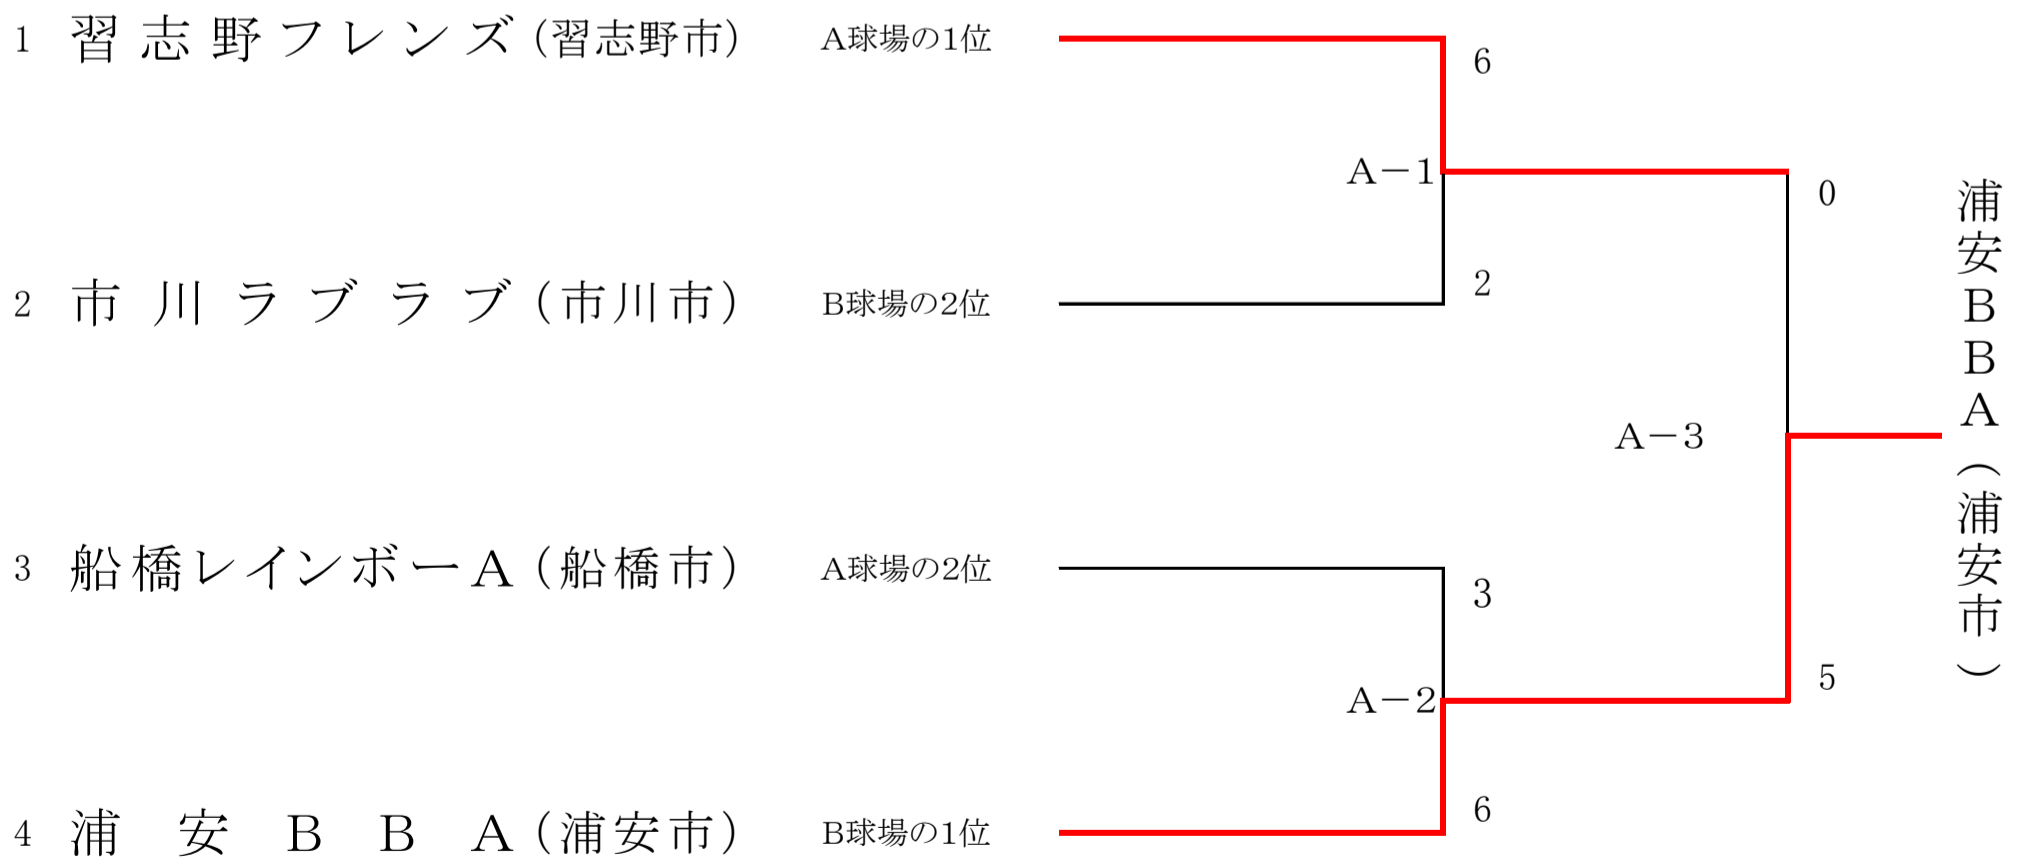 1 習志野フレンズ（習志野市） A球場の1位
6
A－1
0
2
2 市川ラブラブ（市川市） B球場の2位
A－3
3 船橋レインボーA（船橋市） A球場の2位
3
A－2
5
6
4 浦安BBA（浦安市） B球場の1位
浦安BBA（浦安市）